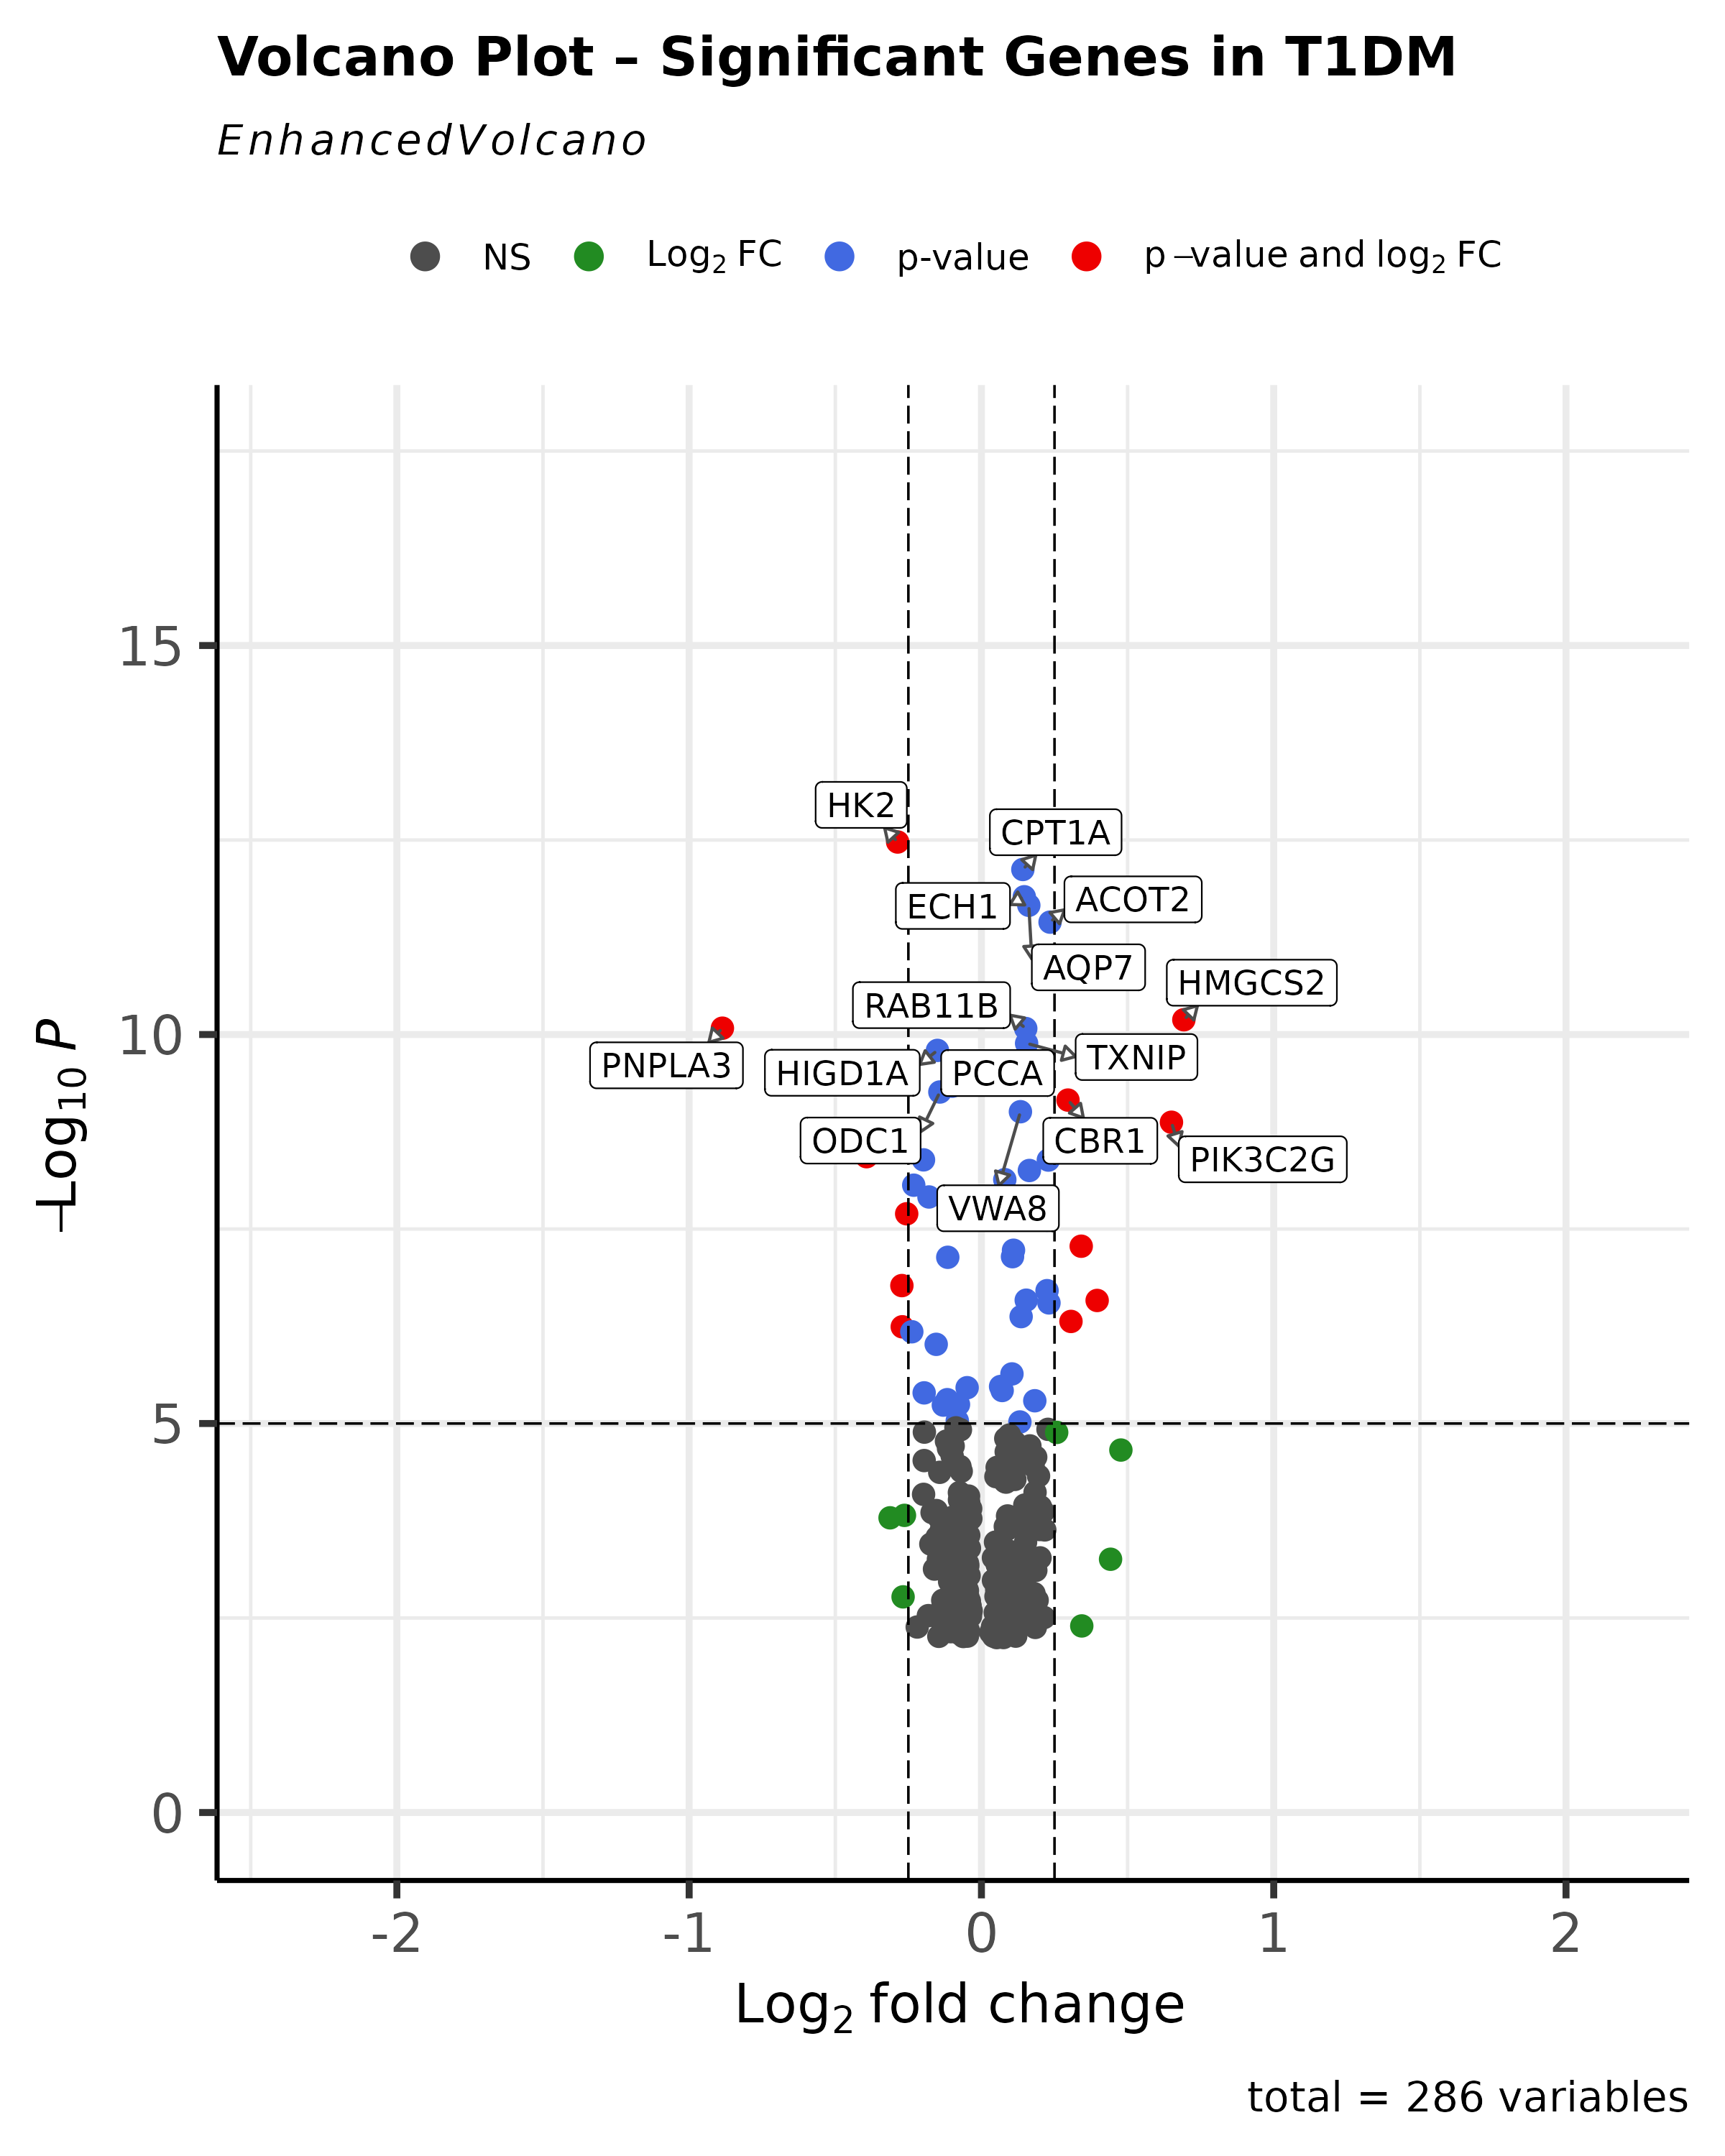 Volcano Plot – Significant Genes in T1DM
EnhancedVolcano
NS Log₂ FC p-value p−value and log₂ FC
15
10
5
0
−Log₁₀ P
HK2
CPT1A
ACOT2
ECH1
AQP7
HMGCS2
RAB11B
TXNIP
PNPLA3
HIGD1A
PCCA
ODC1
CBR1
PIK3C2G
VWA8
-2 -1 0 1 2
Log₂ fold change
total = 286 variables